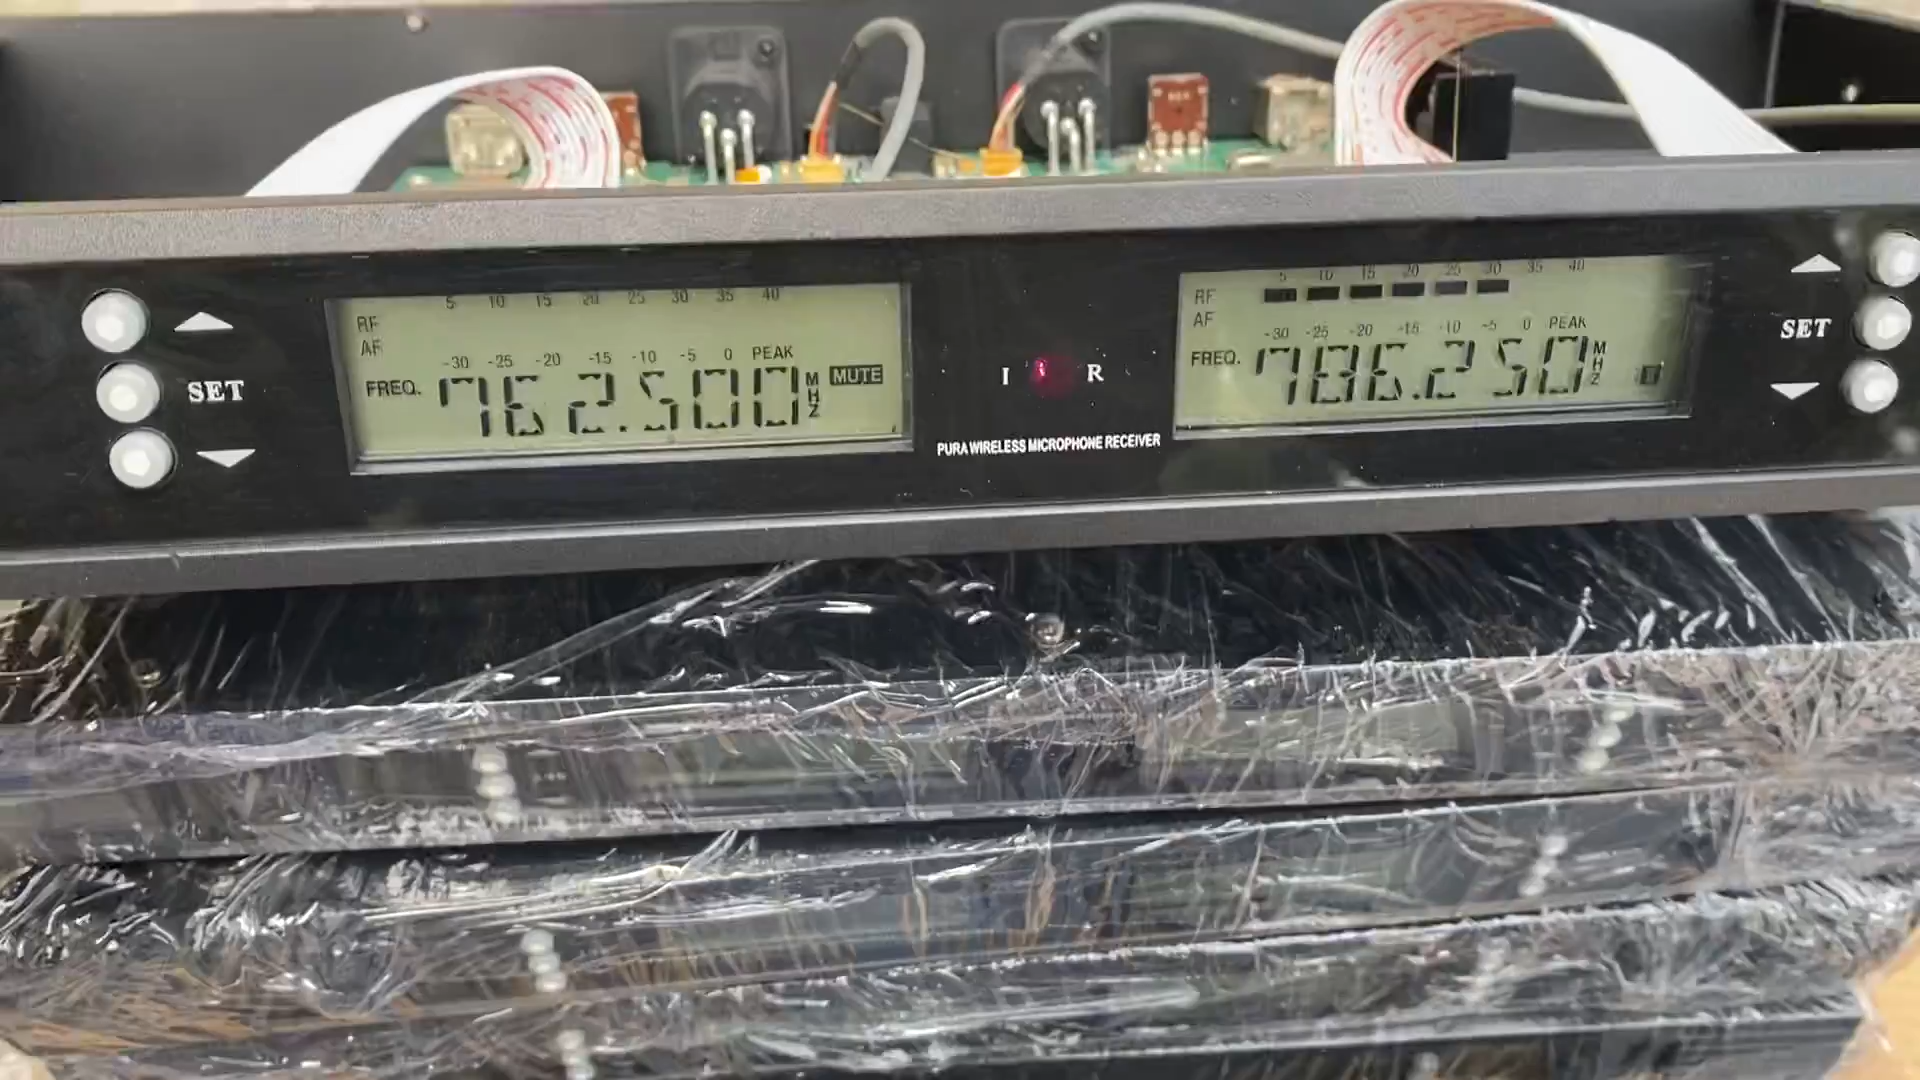 5 10 15 20 25 30 35 40
RF
AF
-30 -25 -20 -15 -10 -5 0 PEAK
FREQ. 762.500 MHZ MUTE
SET
I R
PURA WIRELESS MICROPHONE RECEIVER
5 10 15 20 25 30 35 40
RF
AF
-30 -25 -20 -15 -10 -5 0 PEAK
FREQ. 786.250 MHZ
SET